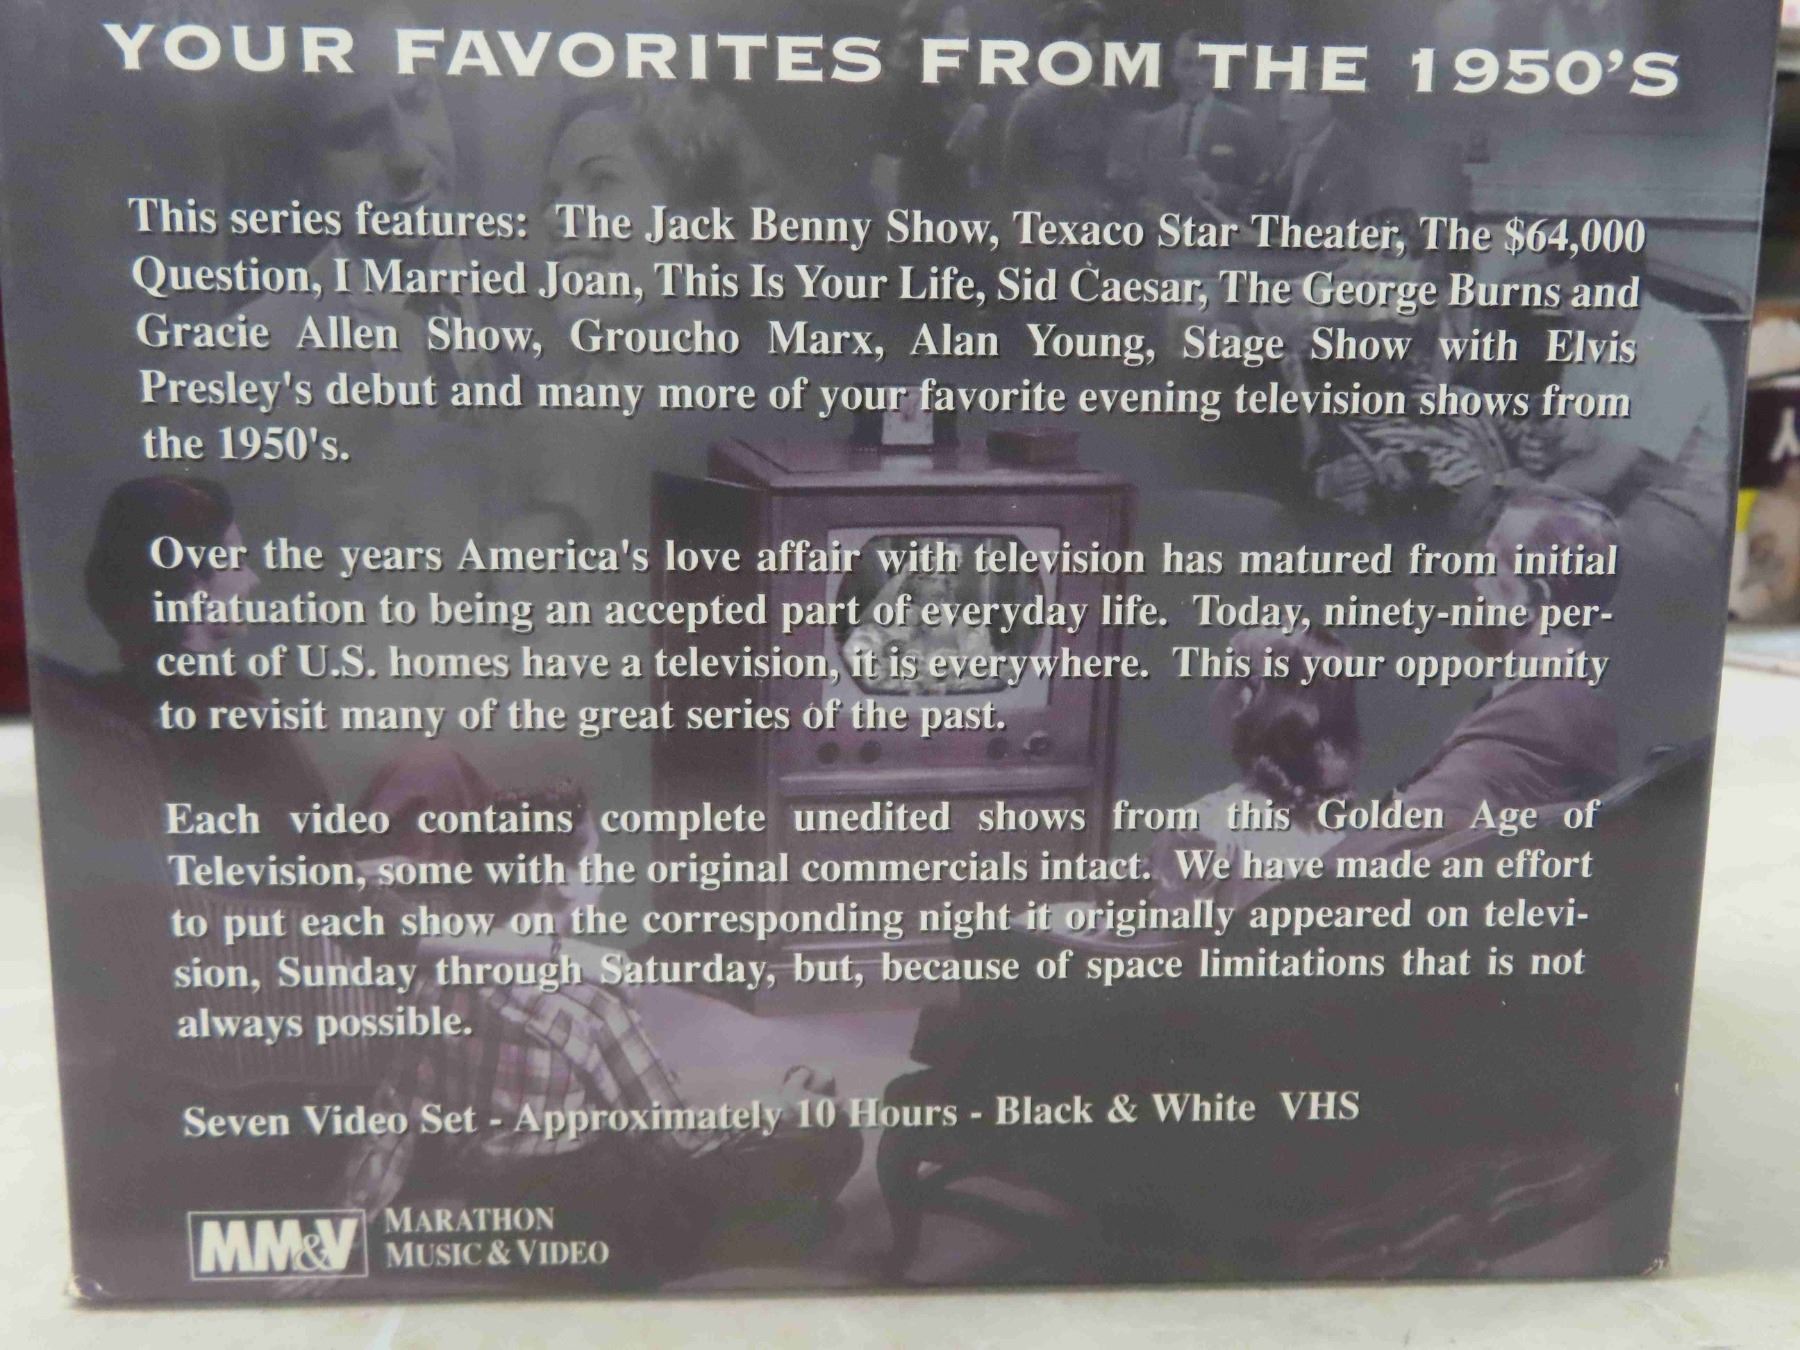 YOUR FAVORITES FROM THE 1950'S
This series features: The Jack Benny Show, Texaco Star Theater, The $64,000
Question, I Married Joan, This Is Your Life, Sid Caesar, The George Burns and
Gracie Allen Show, Groucho Marx, Alan Young, Stage Show with Elvis
Presley's debut and many more of your favorite evening television shows from
the 1950's.
Over the years America's love affair with television has matured from initial
infatuation to being an accepted part of everyday life. Today, ninety-nine per-
cent of U.S. homes have a television, it is everywhere. This is your opportunity
to revisit many of the great series of the past.
Each video contains complete unedited shows from this Golden Age of
Television, some with the original commercials intact. We have made an effort
to put each show on the corresponding night it originally appeared on televi-
sion, Sunday through Saturday, but, because of space limitations that is not
always possible.
Seven Video Set - Approximately 10 Hours - Black & White VHS
MM&V
MARATHON
MUSIC & VIDEO